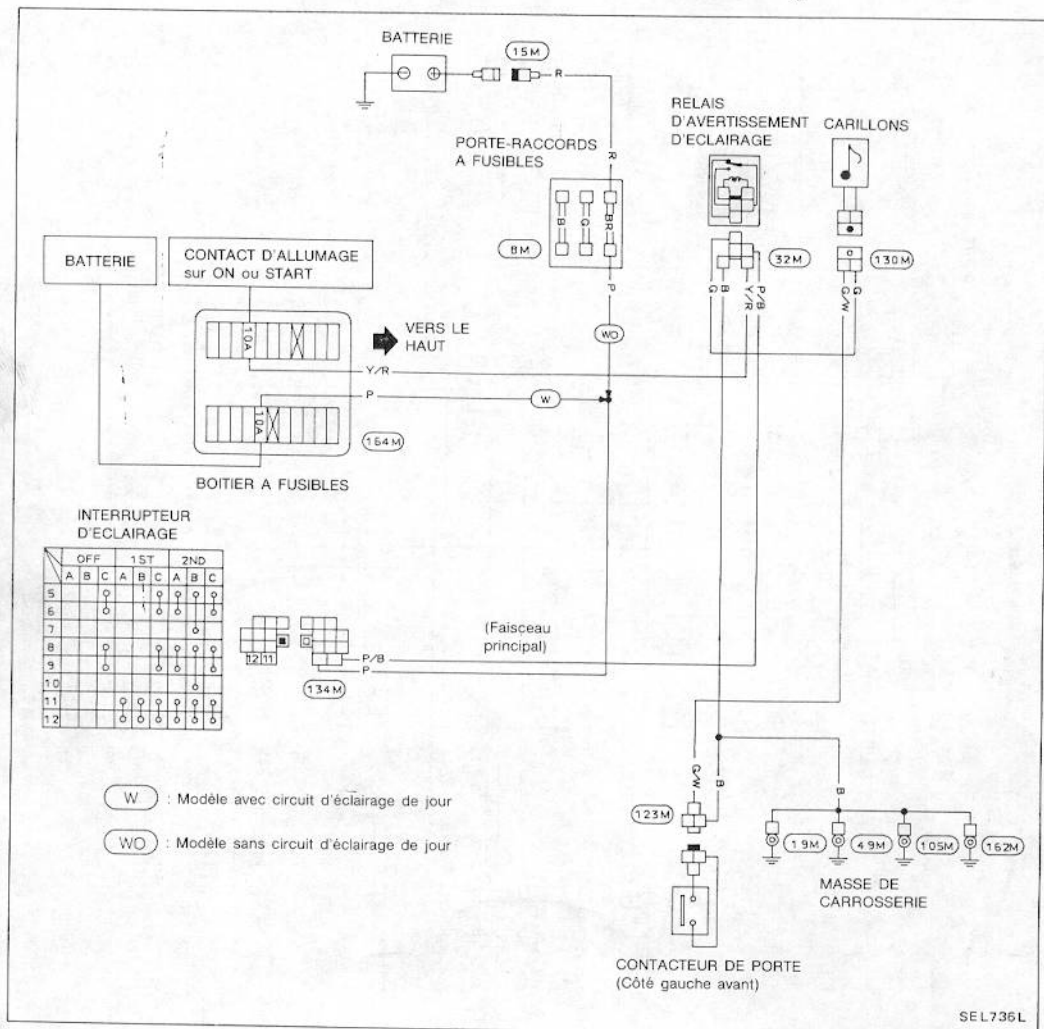 BATTERIE
15M
R
RELAIS
D'AVERTISSEMENT
D'ECLAIRAGE
CARILLONS
PORTE-RACCORDS
A FUSIBLES
R
B
G
BR
8M
P
32M
130M
G
B
Y/R
P/B
G/W
G
BATTERIE
CONTACT D'ALLUMAGE
sur ON ou START
VERS LE
HAUT
WO
10A
Y/R
P
W
10A
164M
BOITIER A FUSIBLES
INTERRUPTEUR
D'ECLAIRAGE
OFF 1ST 2ND
A B C A B C A B C
5
6
7
8
9
10
11
12
(Faisceau
principal)
12 11
P/B
P
134M
W : Modèle avec circuit d'éclairage de jour
WO : Modèle sans circuit d'éclairage de jour
G/W
B
B
123M
19M
49M
105M
162M
MASSE DE
CARROSSERIE
CONTACTEUR DE PORTE
(Côté gauche avant)
SEL736L